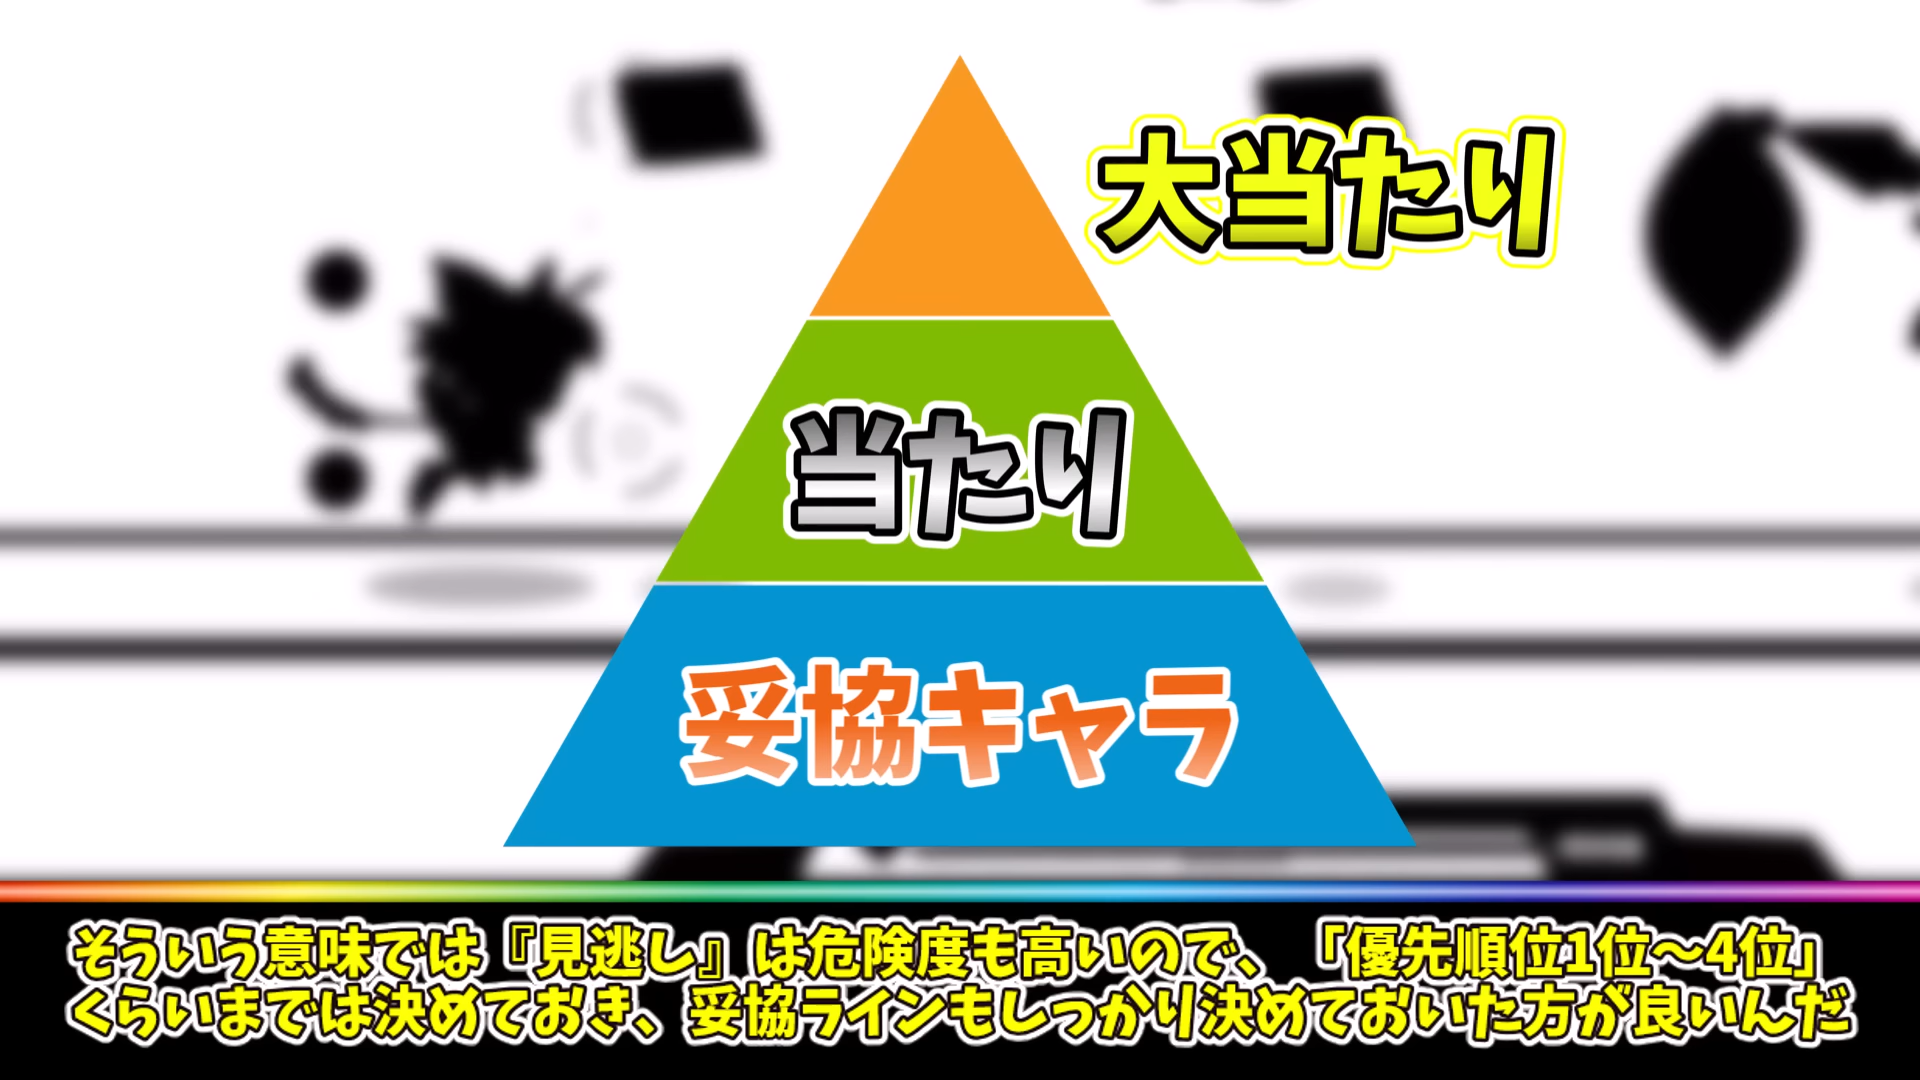 大当たり
当たり
妥協キャラ
そういう意味では『見逃し』は危険度も高いので、「優先順位1位～4位」
くらいまでは決めておき、妥協ラインもしっかり決めておいた方が良いんだ